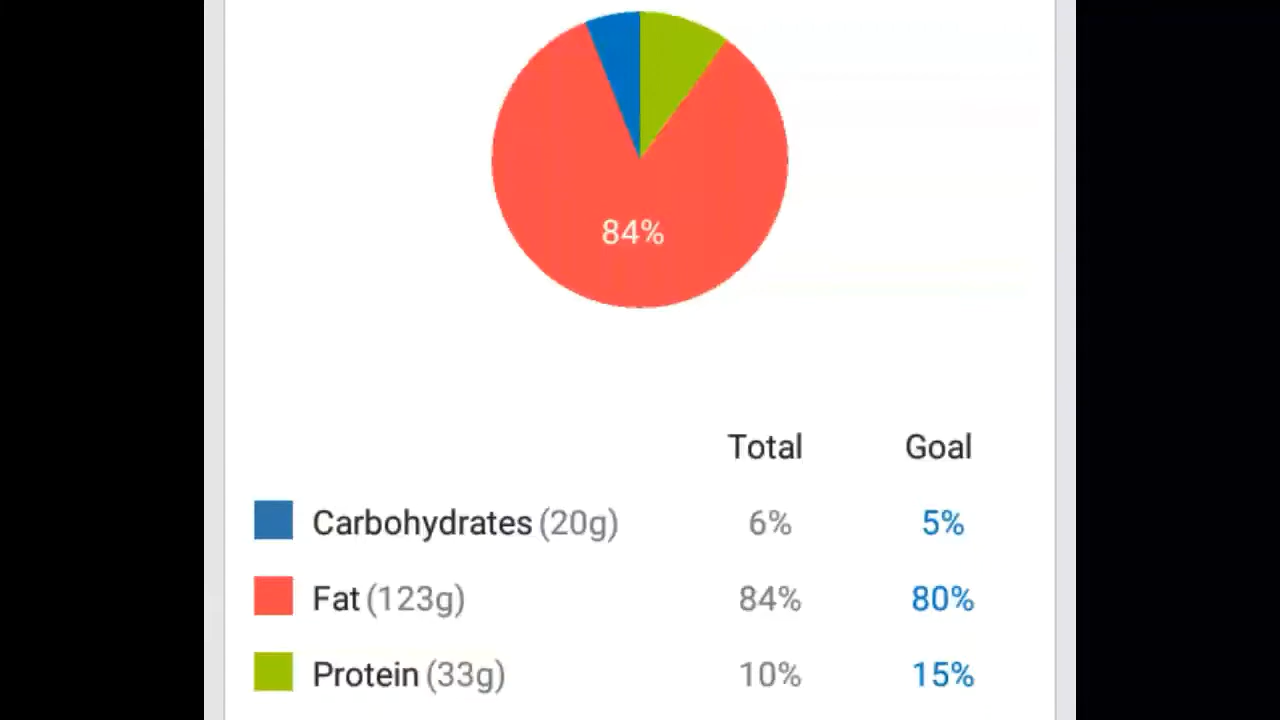 84%
Total Goal
Carbohydrates (20g) 6% 5%
Fat (123g) 84% 80%
Protein (33g) 10% 15%